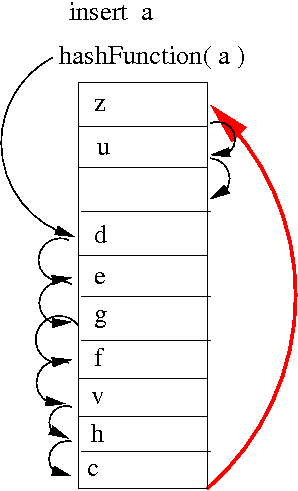 insert a
hashFunction( a )
z
u
d
e
g
f
v
h
c